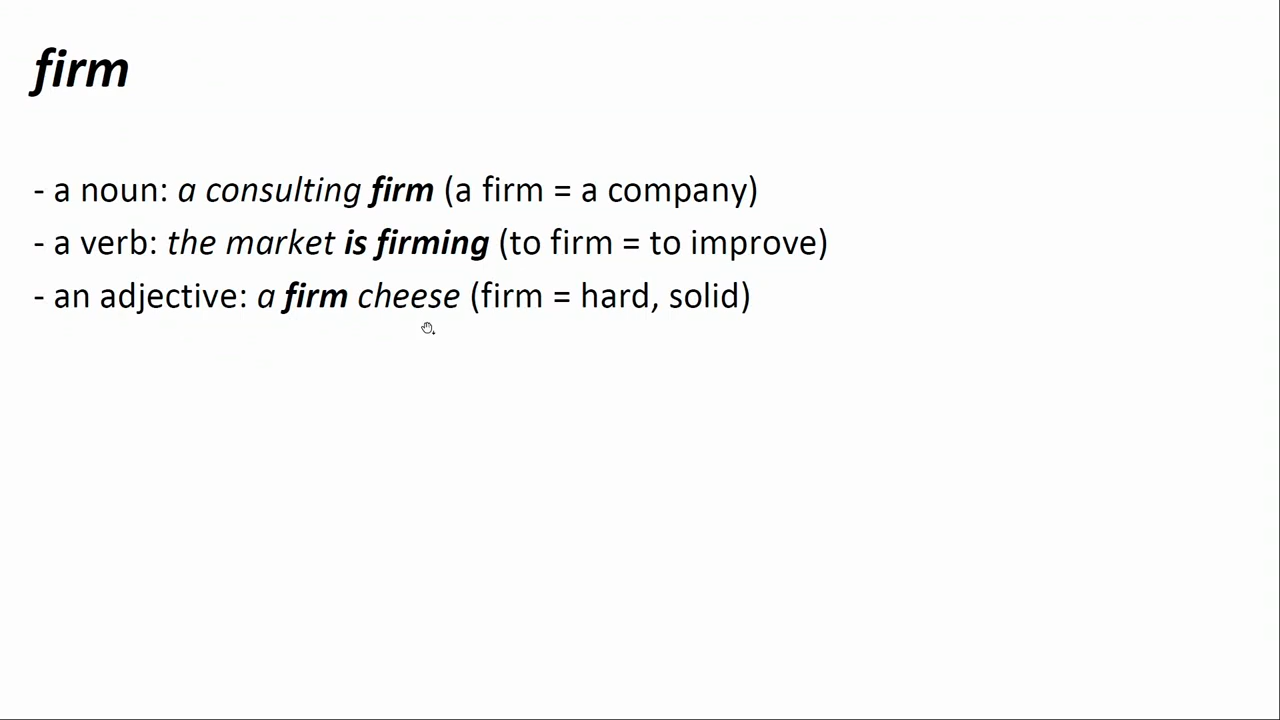 firm
- a noun: a consulting firm (a firm = a company)
- a verb: the market is firming (to firm = to improve)
- an adjective: a firm cheese (firm = hard, solid)